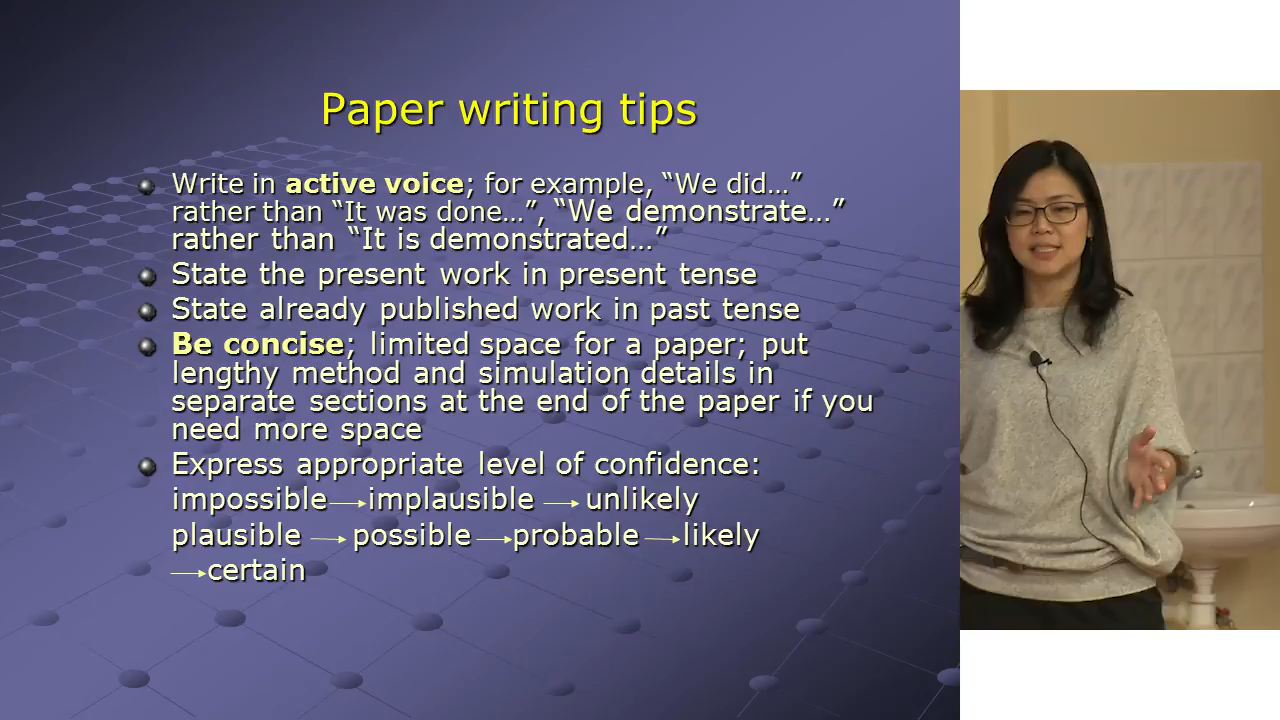 Paper writing tips
Write in active voice; for example, “We did…”
rather than “It was done…”, “We demonstrate…”
rather than “It is demonstrated…”
State the present work in present tense
State already published work in past tense
Be concise; limited space for a paper; put
lengthy method and simulation details in
separate sections at the end of the paper if you
need more space
Express appropriate level of confidence:
impossible → implausible → unlikely
plausible → possible → probable → likely
→ certain